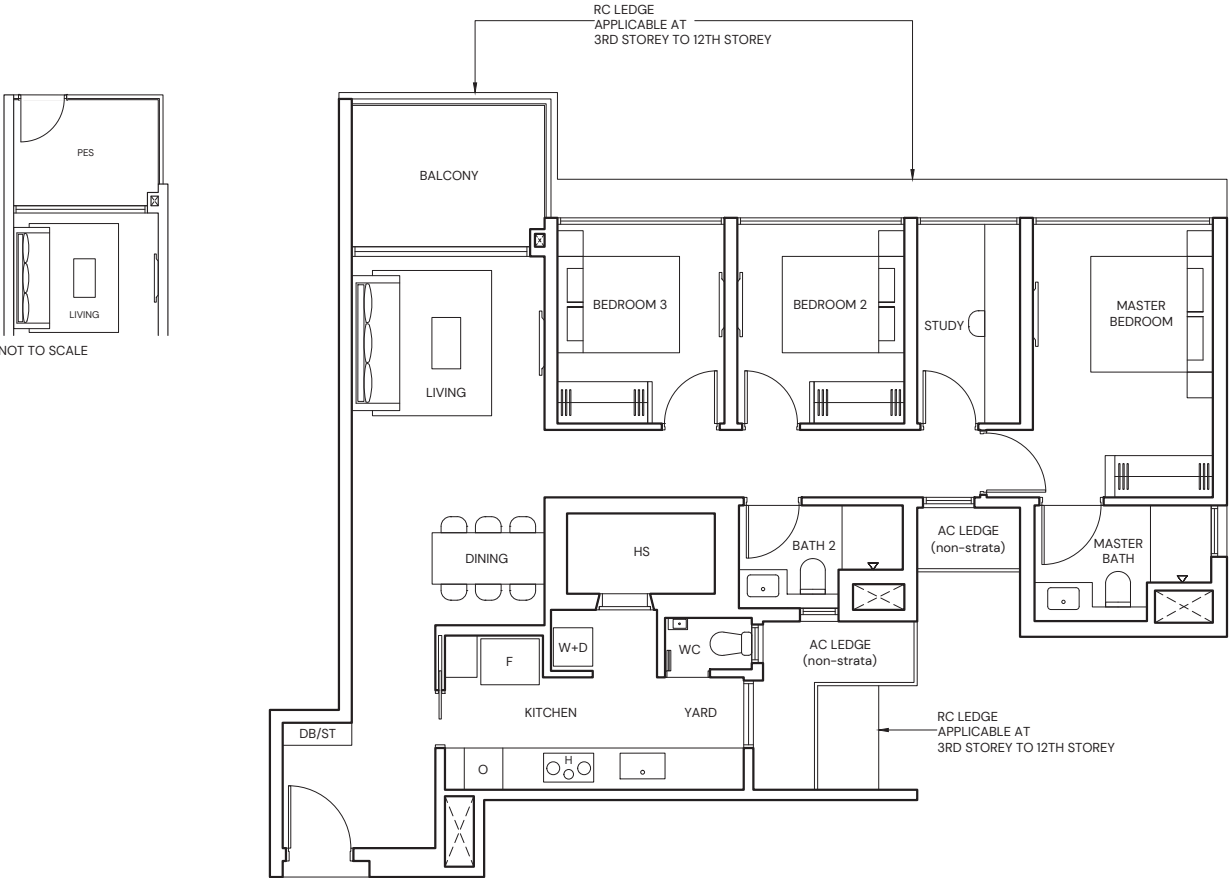 RC LEDGE
APPLICABLE AT
3RD STOREY TO 12TH STOREY
PES
LIVING
NOT TO SCALE
BALCONY
BEDROOM 3
BEDROOM 2
STUDY
MASTER
BEDROOM
LIVING
DINING
HS
BATH 2
AC LEDGE
(non-strata)
MASTER
BATH
W+D
WC
F
AC LEDGE
(non-strata)
KITCHEN
YARD
DB/ST
O
H
RC LEDGE
APPLICABLE AT
3RD STOREY TO 12TH STOREY